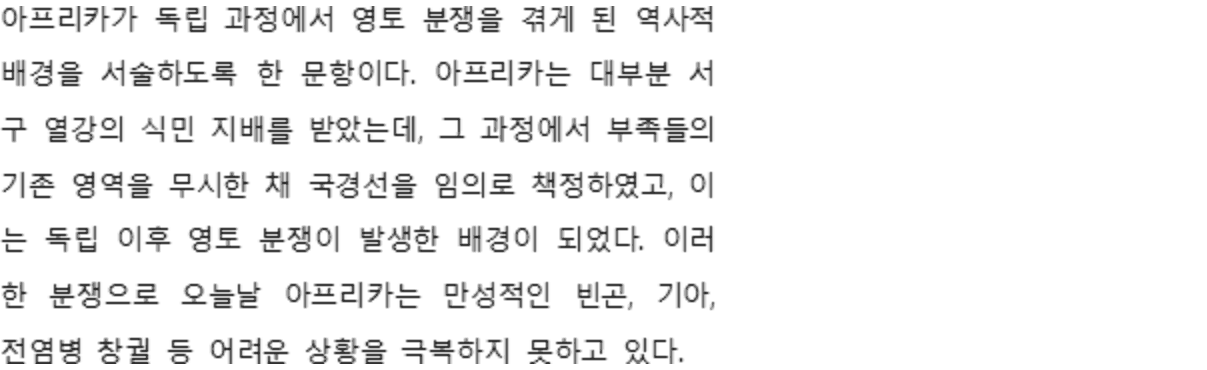 아프리카가 독립 과정에서 영토 분쟁을 겪게 된 역사적
배경을 서술하도록 한 문항이다. 아프리카는 대부분 서
구 열강의 식민 지배를 받았는데, 그 과정에서 부족들의
기존 영역을 무시한 채 국경선을 임의로 책정하였고, 이
는 독립 이후 영토 분쟁이 발생한 배경이 되었다. 이러
한 분쟁으로 오늘날 아프리카는 만성적인 빈곤, 기아,
전염병 창궐 등 어려운 상황을 극복하지 못하고 있다.